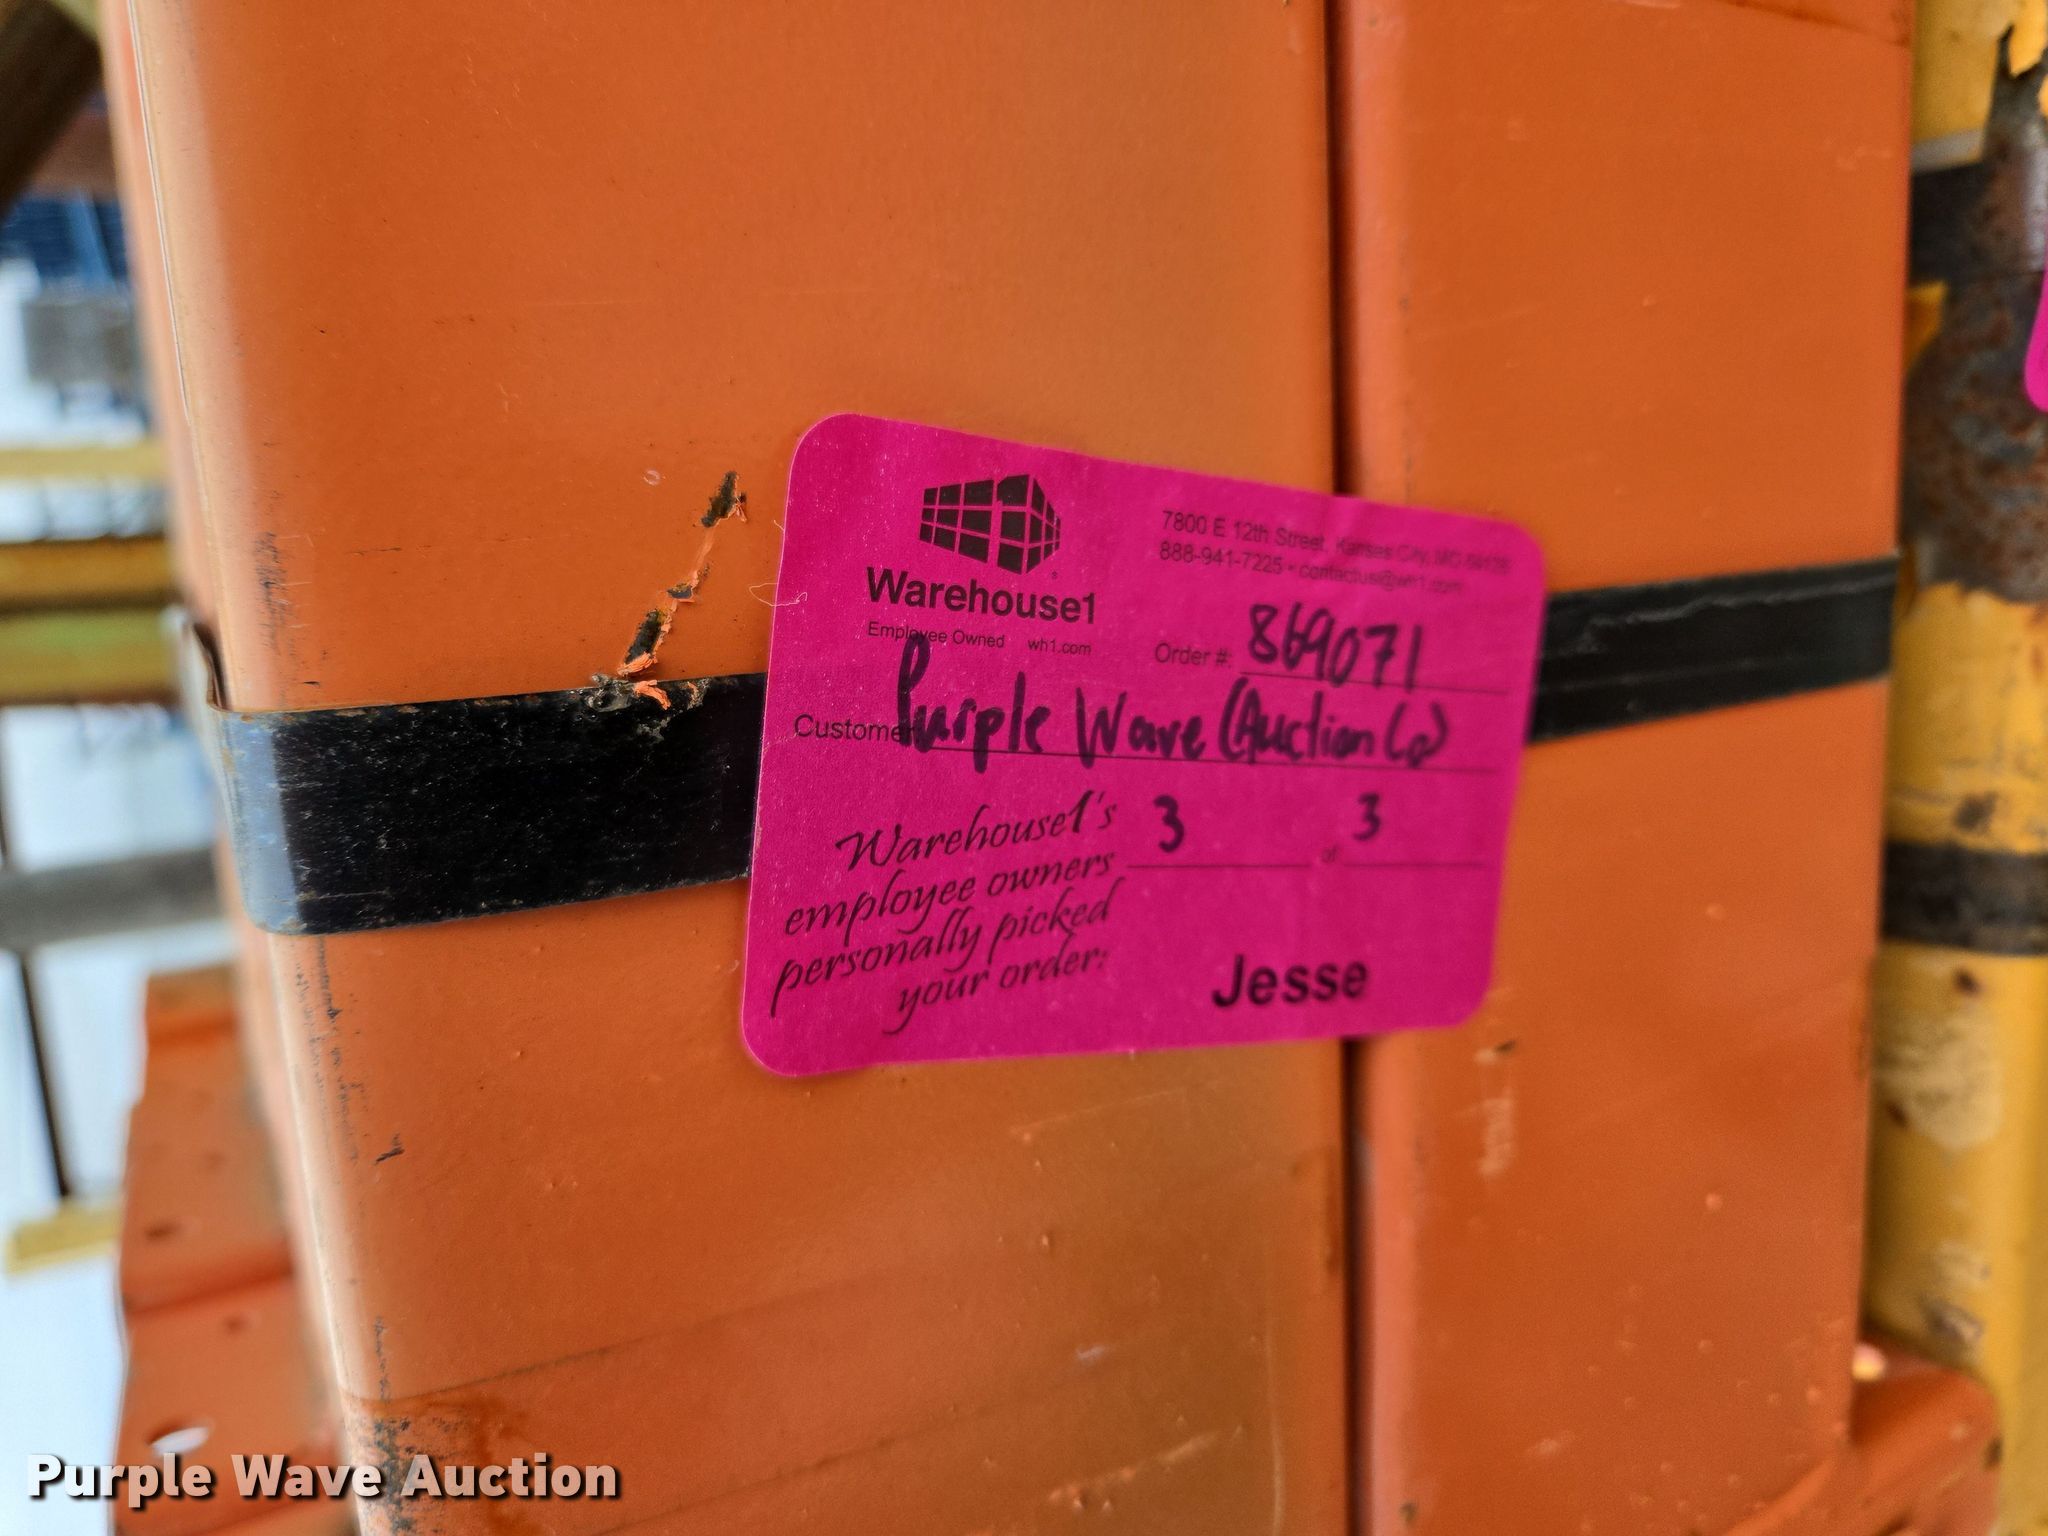 Warehouse1
Employee Owned wh1.com
7800 E 12th Street, Kansas City, MO
888-941-7225 • contactus@wh1.com
Order #: 869071
Customer Purple Wave (Auction Co)
3 of 3
Warehouse1's
employee owners
personally picked
your order:
Jesse
Purple Wave Auction